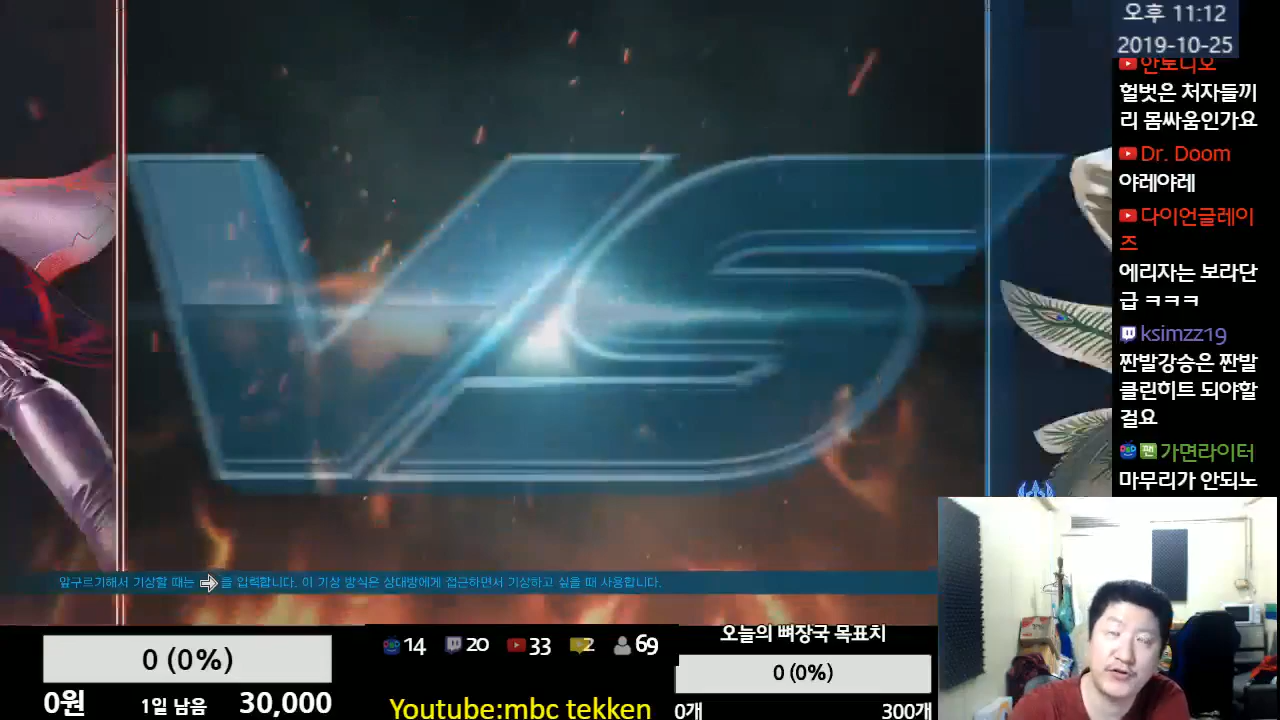 VS
오후 11:12
2019-10-25
안토니오
헐벗은 처자들끼
리 몸싸움인가요
Dr. Doom
야레야레
다이언글레이
즈
에리자는 보라단
급 ㅋㅋㅋ
ksimzz19
짠발강승은 짠발
클린히트 되야할
걸요
팬 가면라이터
마무리가 안되노
앞구르기해서 기상할 때는 ⇨를 입력합니다. 이 기상 방식은 상대방에게 접근하면서 기상하고 싶을 때 사용합니다.
0 (0%)
0원 1일 남음 30,000
14 20 33 2 69
Youtube:mbc tekken
오늘의 뼈장국 목표치
0 (0%)
0개 300개